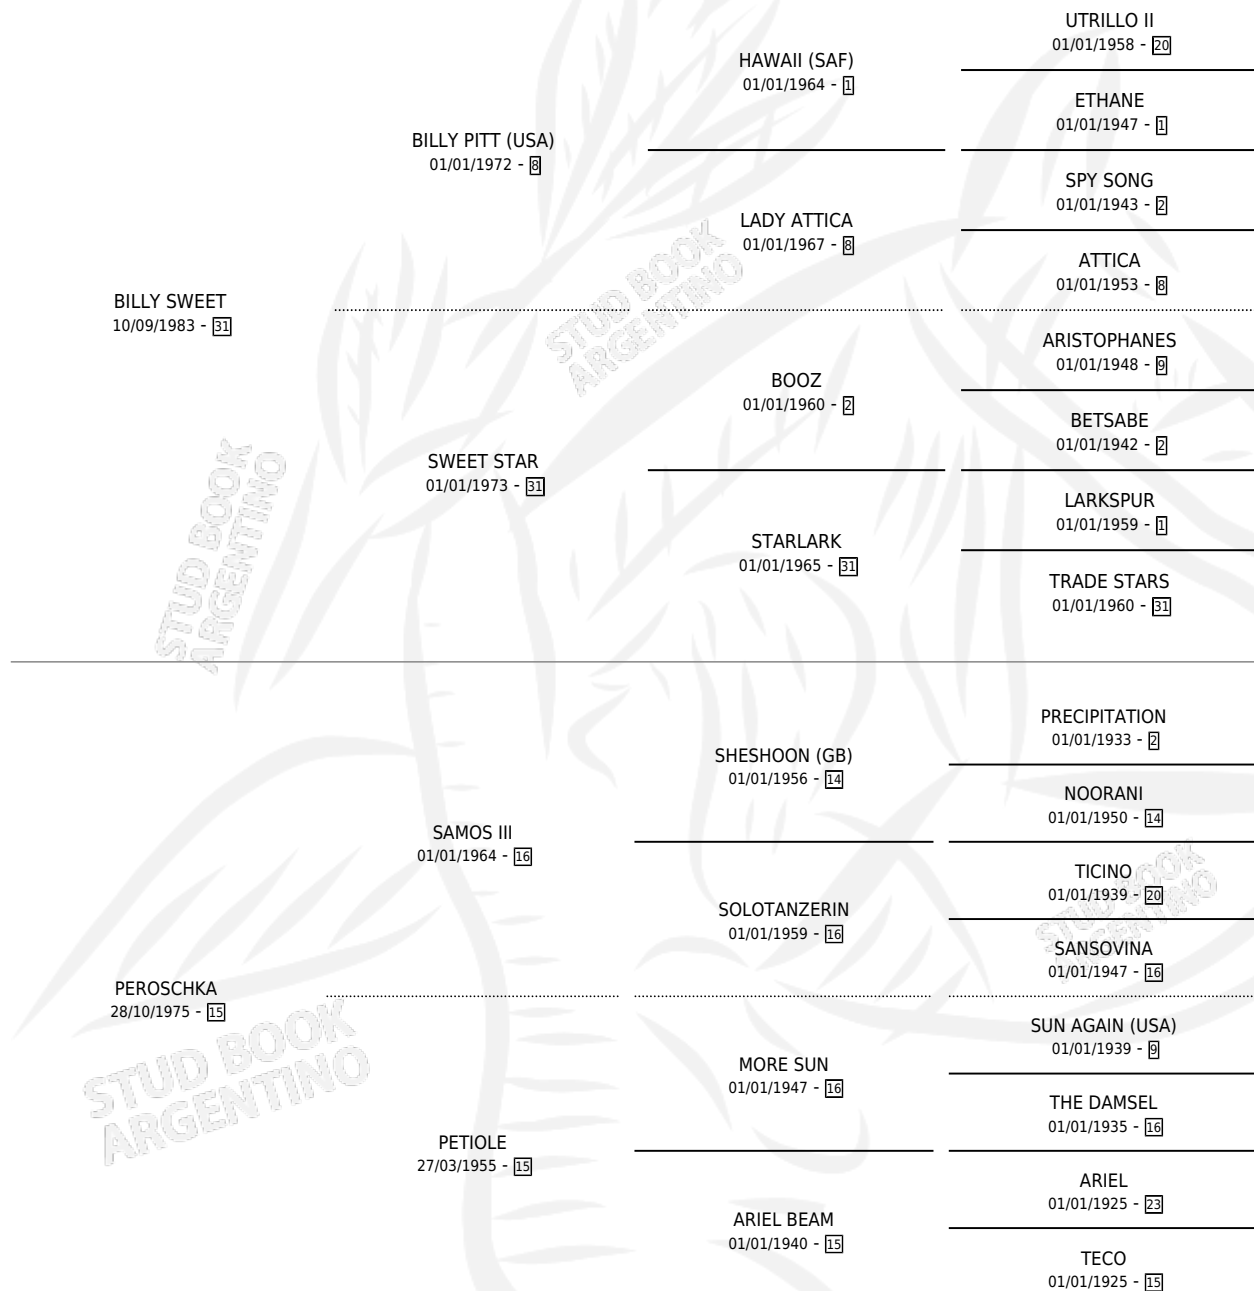 UTRILLO II
01/01/1958 - 20
HAWAII (SAF)
01/01/1964 - 1
ETHANE
01/01/1947 - 1
BILLY PITT (USA)
01/01/1972 - 8
SPY SONG
01/01/1943 - 2
LADY ATTICA
01/01/1967 - 8
ATTICA
01/01/1953 - 8
BILLY SWEET
10/09/1983 - 31
ARISTOPHANES
01/01/1948 - 9
BOOZ
01/01/1960 - 2
BETSABE
01/01/1942 - 2
SWEET STAR
01/01/1973 - 31
LARKSPUR
01/01/1959 - 1
STARLARK
01/01/1965 - 31
TRADE STARS
01/01/1960 - 31
PRECIPITATION
01/01/1933 - 2
SHESHOON (GB)
01/01/1956 - 14
NOORANI
01/01/1950 - 14
SAMOS III
01/01/1964 - 16
TICINO
01/01/1939 - 20
SOLOTANZERIN
01/01/1959 - 16
SANSOVINA
01/01/1947 - 16
PEROSCHKA
28/10/1975 - 15
SUN AGAIN (USA)
01/01/1939 - 9
MORE SUN
01/01/1947 - 16
THE DAMSEL
01/01/1935 - 16
PETIOLE
27/03/1955 - 15
ARIEL
01/01/1925 - 23
ARIEL BEAM
01/01/1940 - 15
TECO
01/01/1925 - 15
STUD BOOK
ARGENTINO
STUD BOOK
ARGENTINO
STUD BOOK
ARGENTINO
STUD BOOK
ARGENTINO